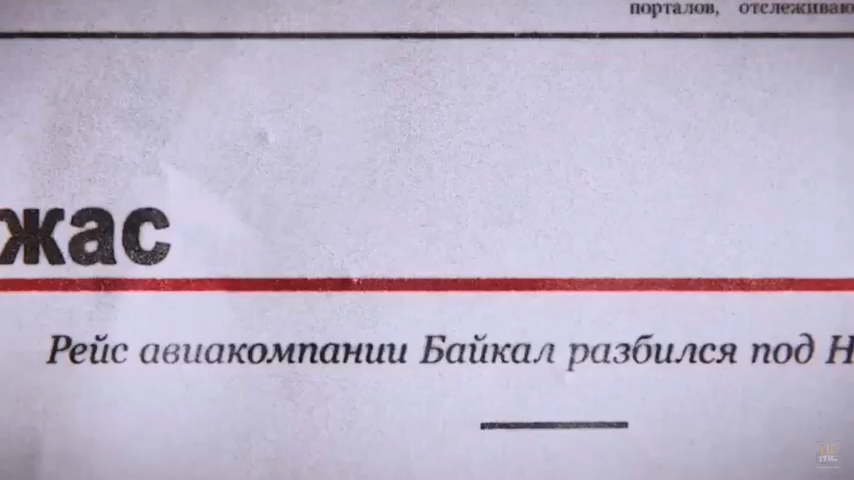 порталов, отслеживаю
жас
Рейс авиакомпании Байкал разбился под Н